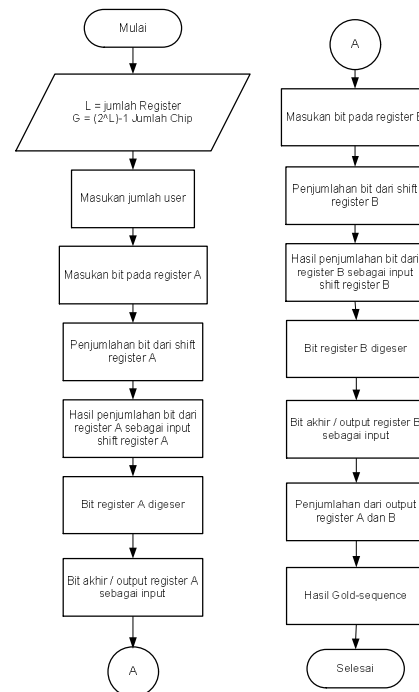 Mulai
L = jumlah Register
G = (2^L)-1 Jumlah Chip
Masukan jumlah user
Masukan bit pada register A
Penjumlahan bit dari shift
register A
Hasil penjumlahan bit dari
register A sebagai input
shift register A
Bit register A digeser
Bit akhir / output register A
sebagai input
A
A
Masukan bit pada register B
Penjumlahan bit dari shift
register B
Hasil penjumlahan bit dari
register B sebagai input
shift register B
Bit register B digeser
Bit akhir / output register B
sebagai input
Penjumlahan dari output
register A dan B
Hasil Gold-sequence
Selesai